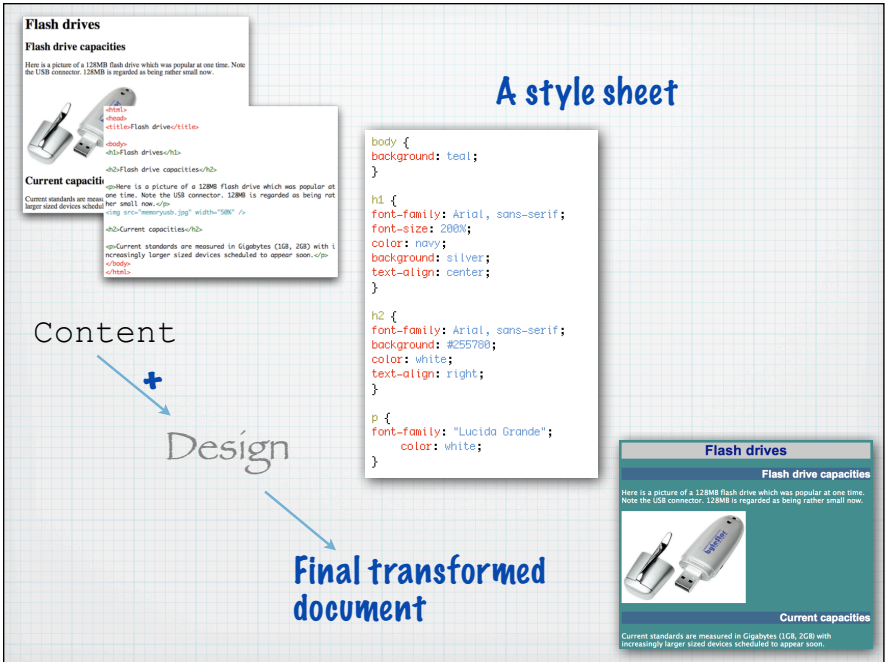 Flash drives
Flash drive capacities
Here is a picture of a 128MB flash drive which was popular at one time. Note
the USB connector. 128MB is regarded as being rather small now.
Current capaciti
Current standards are meas
larger sized devices schedul
<html>
<head>
<title>Flash drive</title>
<body>
<h1>Flash drives</h1>
<h2>Flash drive capacities</h2>
<p>Here is a picture of a 128MB flash drive which was popular at
one time. Note the USB connector. 128MB is regarded as being rat
her small now.</p>
<img src="memoryusb.jpg" width="50%" />
<h2>Current capacities</h2>
<p>Current standards are measured in Gigabytes (1GB, 2GB) with i
ncreasingly larger sized devices scheduled to appear soon.</p>
</body>
</html>
A style sheet
body {
background: teal;
}
h1 {
font-family: Arial, sans-serif;
font-size: 200%;
color: navy;
background: silver;
text-align: center;
}
h2 {
font-family: Arial, sans-serif;
background: #255780;
color: white;
text-align: right;
}
p {
font-family: "Lucida Grande";
color: white;
}
Content
+
Design
Final transformed
document
Flash drives
Flash drive capacities
Here is a picture of a 128MB flash drive which was popular at one time.
Note the USB connector. 128MB is regarded as being rather small now.
bytestor
Current capacities
Current standards are measured in Gigabytes (1GB, 2GB) with
increasingly larger sized devices scheduled to appear soon.